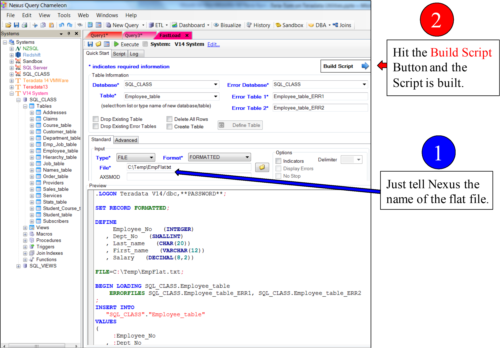 Nexus Query Chameleon
File Edit View Tools Windows Web Help
New Query ETL Dashboard Visualize History Sandbox DBA Joins
Systems
Query1* Query2* Fastload
Execute System: V14 System Edit...
Quick Start Script Log
* indicates required information
Build Script
Table Information
Database* SQL_CLASS Error Database* SQL_CLASS
Table* Employee_table Error Table 1* Employee_table_ERR1
(select from list or type name of new database/table) Error Table 2* Employee_table_ERR2
Drop Existing Table Delete All Rows
Drop Existing Error Tables Create Table Define Table
Standard Advanced
Input
Type* FILE Format* FORMATTED
File* C:\Temp\EmpFlat.txt
AXSMOD
Options
Indicators Delimiter
Display Errors
No Stop
Preview
.LOGON Teradata V14/dbc,**PASSWORD**;
SET RECORD FORMATTED;
DEFINE
Employee_No (INTEGER)
, Dept_No (SMALLINT)
, Last_name (CHAR(20))
, First_name (VARCHAR(12))
, Salary (DECIMAL(8,2))
FILE=C:\Temp\EmpFlat.txt;
BEGIN LOADING SQL_CLASS.Employee_table
ERRORFILES SQL_CLASS.Employee_table_ERR1, SQL_CLASS.Employee_table_ERR2
;
INSERT INTO
"SQL_CLASS"."Employee_table"
VALUES
(
:Employee_No
, :Dept_No
Systems
NZSQL
Redshift
Sandbox
SQL Server
SQL_CLASS
Teradata 14 VMWare
Teradata13
V14 System
SQL_CLASS
Tables
Addresses
Claims
Course_table
Customer_table
Department_table
Emp_Job_table
Employee_table
Hierarchy_table
Job_table
Names_table
Order_table
Providers
Sales_table
Services
Stats_table
Student_Course_t
Student_table
Subscribers
Views
Macros
Procedures
Triggers
Join Indexes
Functions
SQL_VIEWS
2
Hit the Build Script
Button and the
Script is built.
1
Just tell Nexus the
name of the flat file.